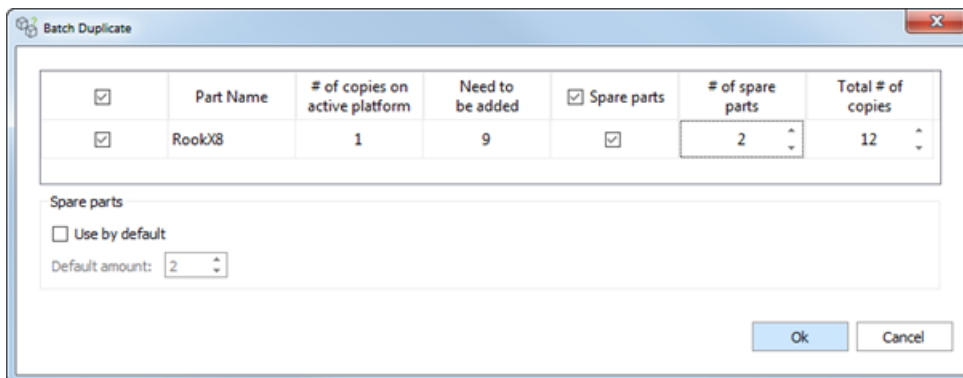 Batch Duplicate
Part Name
# of copies on
active platform
Need to
be added
Spare parts
# of spare
parts
Total # of
copies
RookX8
1
9
2
12
Spare parts
Use by default
Default amount: 2
Ok Cancel